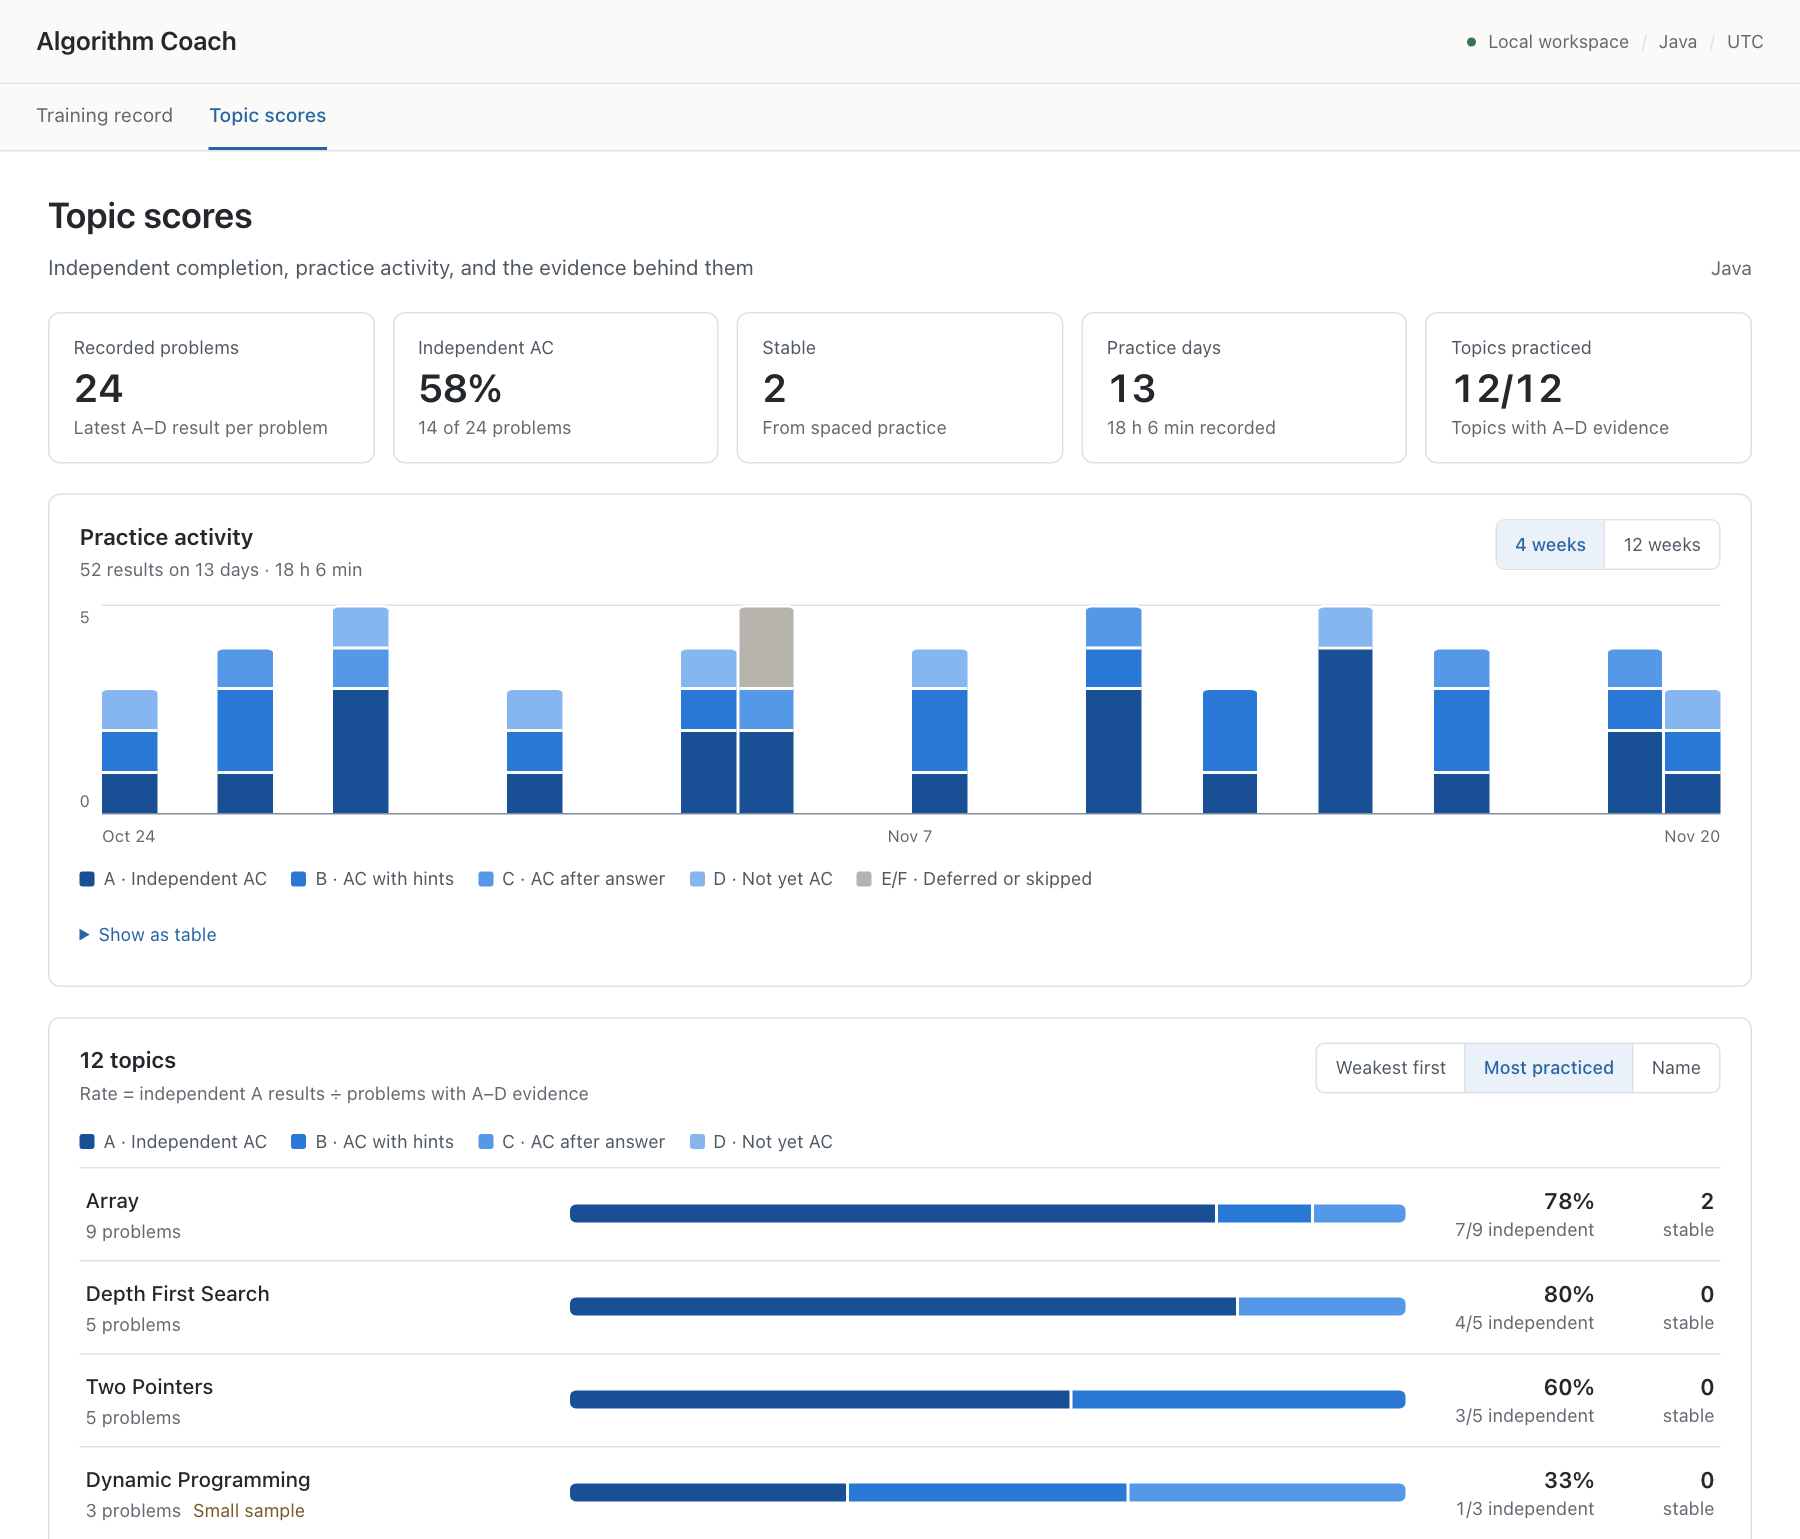 Algorithm Coach
Local workspace / Java / UTC
Training record
Topic scores
Topic scores
Independent completion, practice activity, and the evidence behind them
Java
Recorded problems
24
Latest A–D result per problem
Independent AC
58%
14 of 24 problems
Stable
2
From spaced practice
Practice days
13
18 h 6 min recorded
Topics practiced
12/12
Topics with A–D evidence
Practice activity
52 results on 13 days · 18 h 6 min
4 weeks
12 weeks
5
0
Oct 24
Nov 7
Nov 20
A · Independent AC
B · AC with hints
C · AC after answer
D · Not yet AC
E/F · Deferred or skipped
Show as table
12 topics
Rate = independent A results ÷ problems with A–D evidence
Weakest first
Most practiced
Name
A · Independent AC
B · AC with hints
C · AC after answer
D · Not yet AC
Array
9 problems
78%
7/9 independent
2
stable
Depth First Search
5 problems
80%
4/5 independent
0
stable
Two Pointers
5 problems
60%
3/5 independent
0
stable
Dynamic Programming
3 problems Small sample
33%
1/3 independent
0
stable